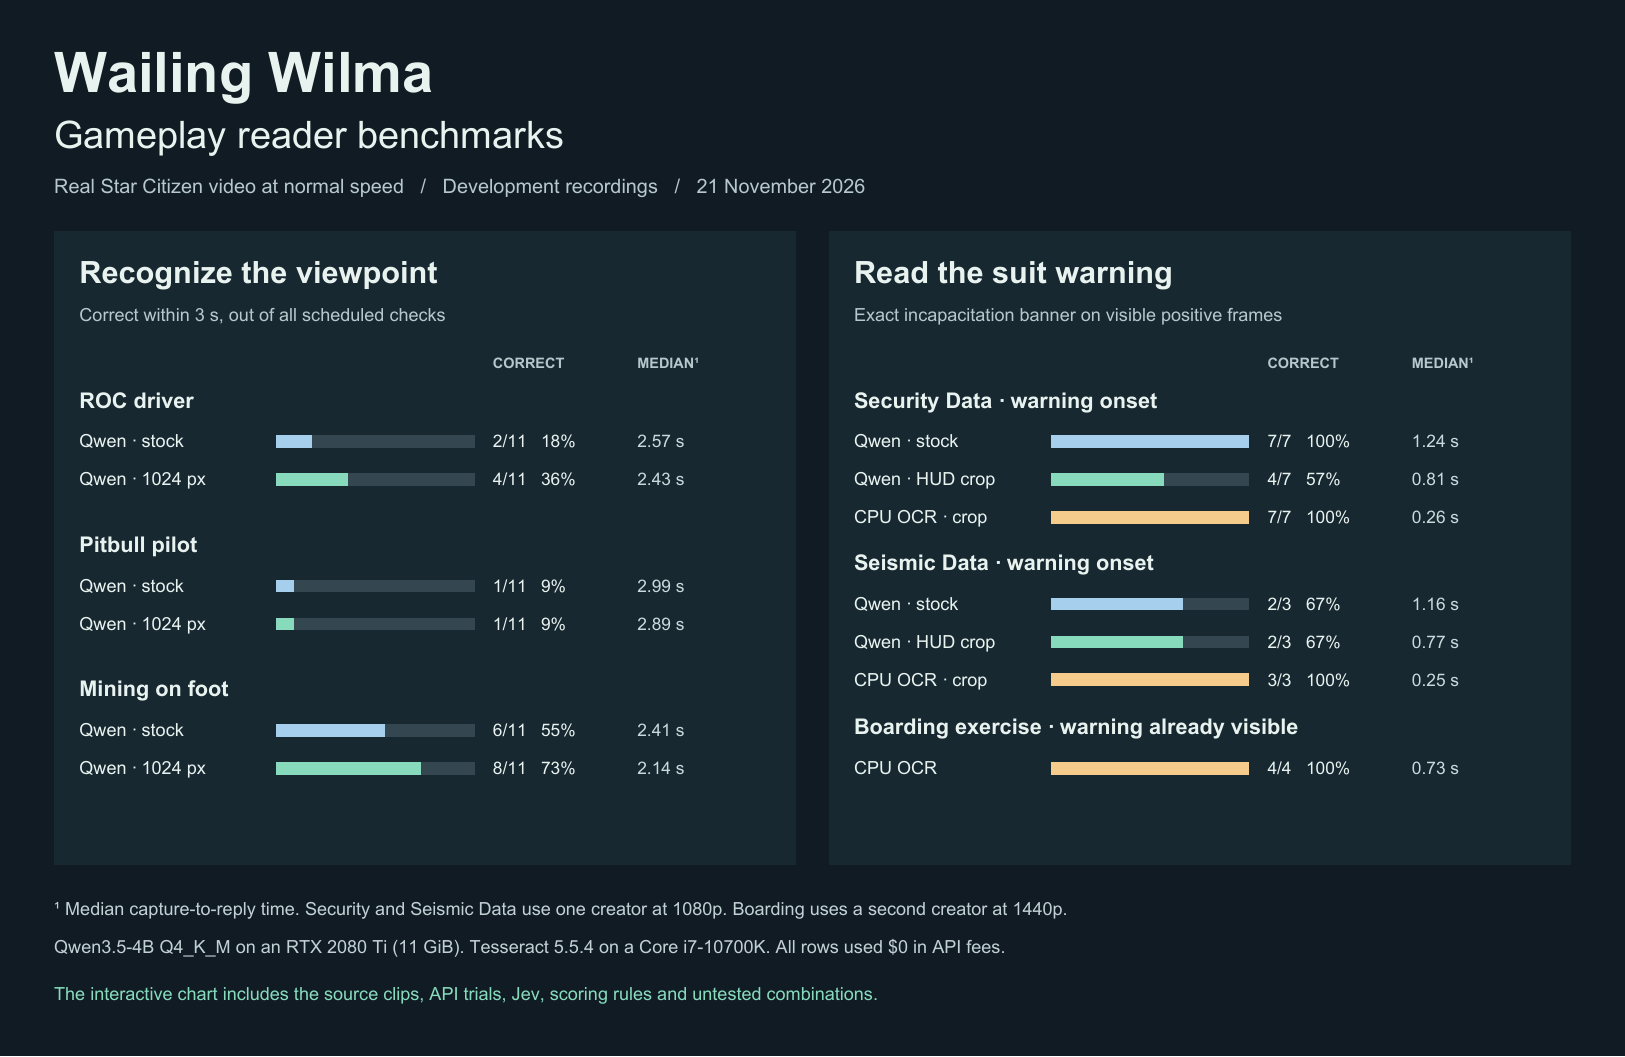 Wailing Wilma
Gameplay reader benchmarks
Real Star Citizen video at normal speed / Development recordings / 21 November 2026
Recognize the viewpoint
Correct within 3 s, out of all scheduled checks
CORRECT MEDIAN¹
ROC driver
Qwen · stock 2/11 18% 2.57 s
Qwen · 1024 px 4/11 36% 2.43 s
Pitbull pilot
Qwen · stock 1/11 9% 2.99 s
Qwen · 1024 px 1/11 9% 2.89 s
Mining on foot
Qwen · stock 6/11 55% 2.41 s
Qwen · 1024 px 8/11 73% 2.14 s
Read the suit warning
Exact incapacitation banner on visible positive frames
CORRECT MEDIAN¹
Security Data · warning onset
Qwen · stock 7/7 100% 1.24 s
Qwen · HUD crop 4/7 57% 0.81 s
CPU OCR · crop 7/7 100% 0.26 s
Seismic Data · warning onset
Qwen · stock 2/3 67% 1.16 s
Qwen · HUD crop 2/3 67% 0.77 s
CPU OCR · crop 3/3 100% 0.25 s
Boarding exercise · warning already visible
CPU OCR 4/4 100% 0.73 s
¹ Median capture-to-reply time. Security and Seismic Data use one creator at 1080p. Boarding uses a second creator at 1440p.
Qwen3.5-4B Q4_K_M on an RTX 2080 Ti (11 GiB). Tesseract 5.5.4 on a Core i7-10700K. All rows used $0 in API fees.
The interactive chart includes the source clips, API trials, Jev, scoring rules and untested combinations.